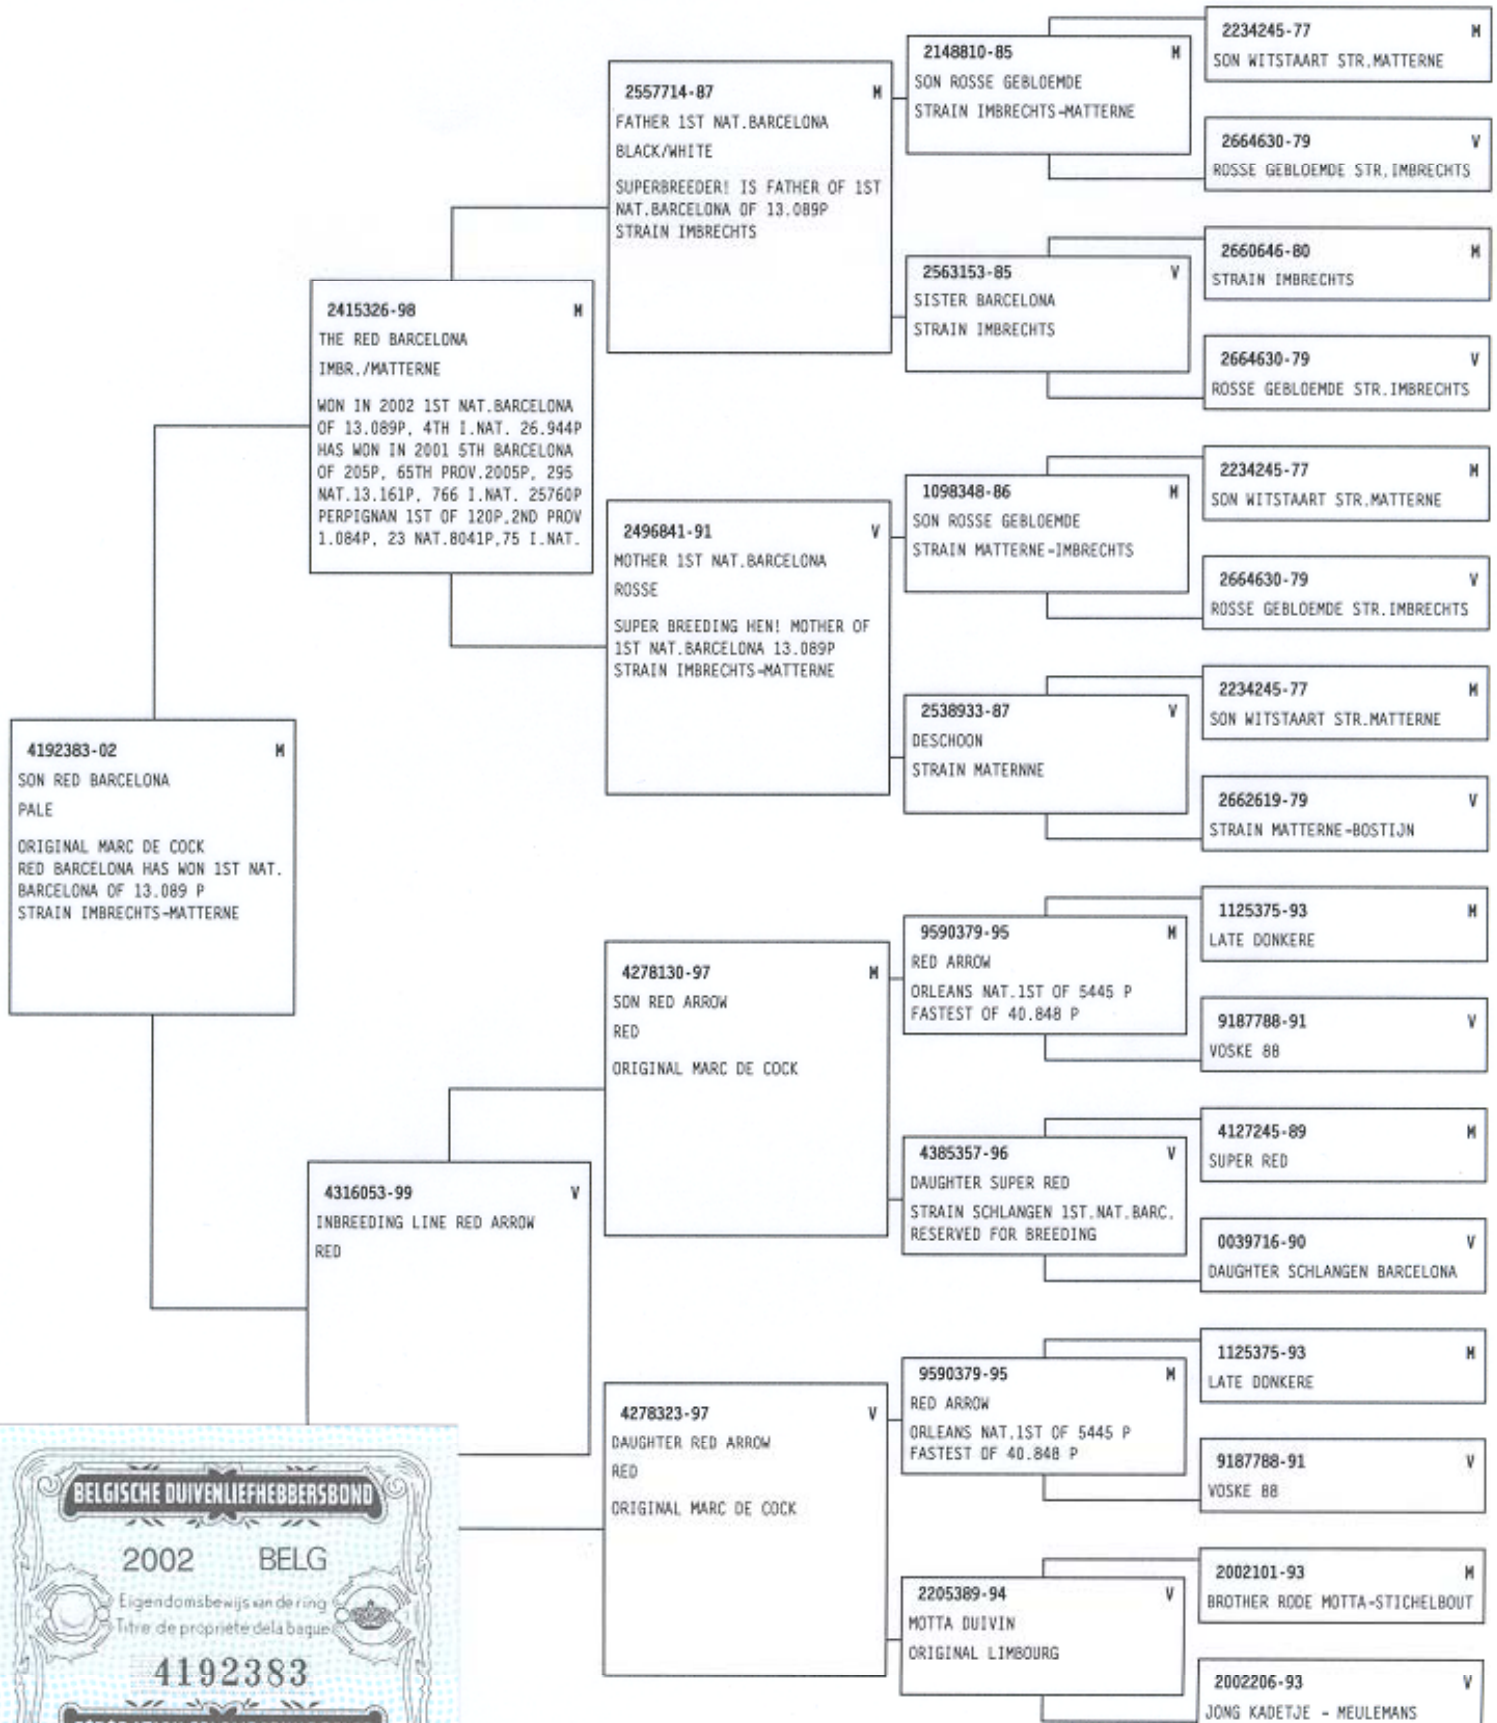 4192383-02 M
SON RED BARCELONA
PALE
ORIGINAL MARC DE COCK
RED BARCELONA HAS WON 1ST NAT.
BARCELONA OF 13.089 P
STRAIN IMBRECHTS-MATTERNE
2415326-98 M
THE RED BARCELONA
IMBR./MATTERNE
WON IN 2002 1ST NAT.BARCELONA
OF 13.089P, 4TH I.NAT. 26.944P
HAS WON IN 2001 5TH BARCELONA
OF 205P, 65TH PROV.2005P, 295
NAT.13.161P, 766 I.NAT. 25760P
PERPIGNAN 1ST OF 120P,2ND PROV
1.084P, 23 NAT.8041P,75 I.NAT.
4316053-99 V
INBREEDING LINE RED ARROW
RED
2557714-87 M
FATHER 1ST NAT.BARCELONA
BLACK/WHITE
SUPERBREEDER! IS FATHER OF 1ST
NAT.BARCELONA OF 13.089P
STRAIN IMBRECHTS
2496841-91 V
MOTHER 1ST NAT.BARCELONA
ROSSE
SUPER BREEDING HEN! MOTHER OF
1ST NAT.BARCELONA 13.089P
STRAIN IMBRECHTS-MATTERNE
4278130-97 M
SON RED ARROW
RED
ORIGINAL MARC DE COCK
4278323-97 V
DAUGHTER RED ARROW
RED
ORIGINAL MARC DE COCK
2148810-85 M
SON ROSSE GEBLOEMDE
STRAIN IMBRECHTS-MATTERNE
2563153-85 V
SISTER BARCELONA
STRAIN IMBRECHTS
1098348-86 M
SON ROSSE GEBLOEMDE
STRAIN MATTERNE-IMBRECHTS
2538933-87 V
DESCHOON
STRAIN MATERNNE
9590379-95 M
RED ARROW
ORLEANS NAT.1ST OF 5445 P
FASTEST OF 40.848 P
4385357-96 V
DAUGHTER SUPER RED
STRAIN SCHLANGEN 1ST.NAT.BARC.
RESERVED FOR BREEDING
9590379-95 M
RED ARROW
ORLEANS NAT.1ST OF 5445 P
FASTEST OF 40.848 P
2205389-94 V
MOTTA DUIVIN
ORIGINAL LIMBOURG
2234245-77 M
SON WITSTAART STR.MATTERNE
2664630-79 V
ROSSE GEBLOEMDE STR.IMBRECHTS
2660646-80 M
STRAIN IMBRECHTS
2664630-79 V
ROSSE GEBLOEMDE STR.IMBRECHTS
2234245-77 M
SON WITSTAART STR.MATTERNE
2664630-79 V
ROSSE GEBLOEMDE STR.IMBRECHTS
2234245-77 M
SON WITSTAART STR.MATTERNE
2662619-79 V
STRAIN MATTERNE-BOSTIJN
1125375-93 M
LATE DONKERE
9187788-91 V
VOSKE 88
4127245-89 M
SUPER RED
0039716-90 V
DAUGHTER SCHLANGEN BARCELONA
1125375-93 M
LATE DONKERE
9187788-91 V
VOSKE 88
2002101-93 M
BROTHER RODE MOTTA-STICHELBOUT
2002206-93 V
JONG KADETJE - MEULEMANS
BELGISCHE DUIVENLIEFHEBBERSBOND
2002 BELG
Eigendomsbewijs van de ring
Titre de propriete de la bague
4192383